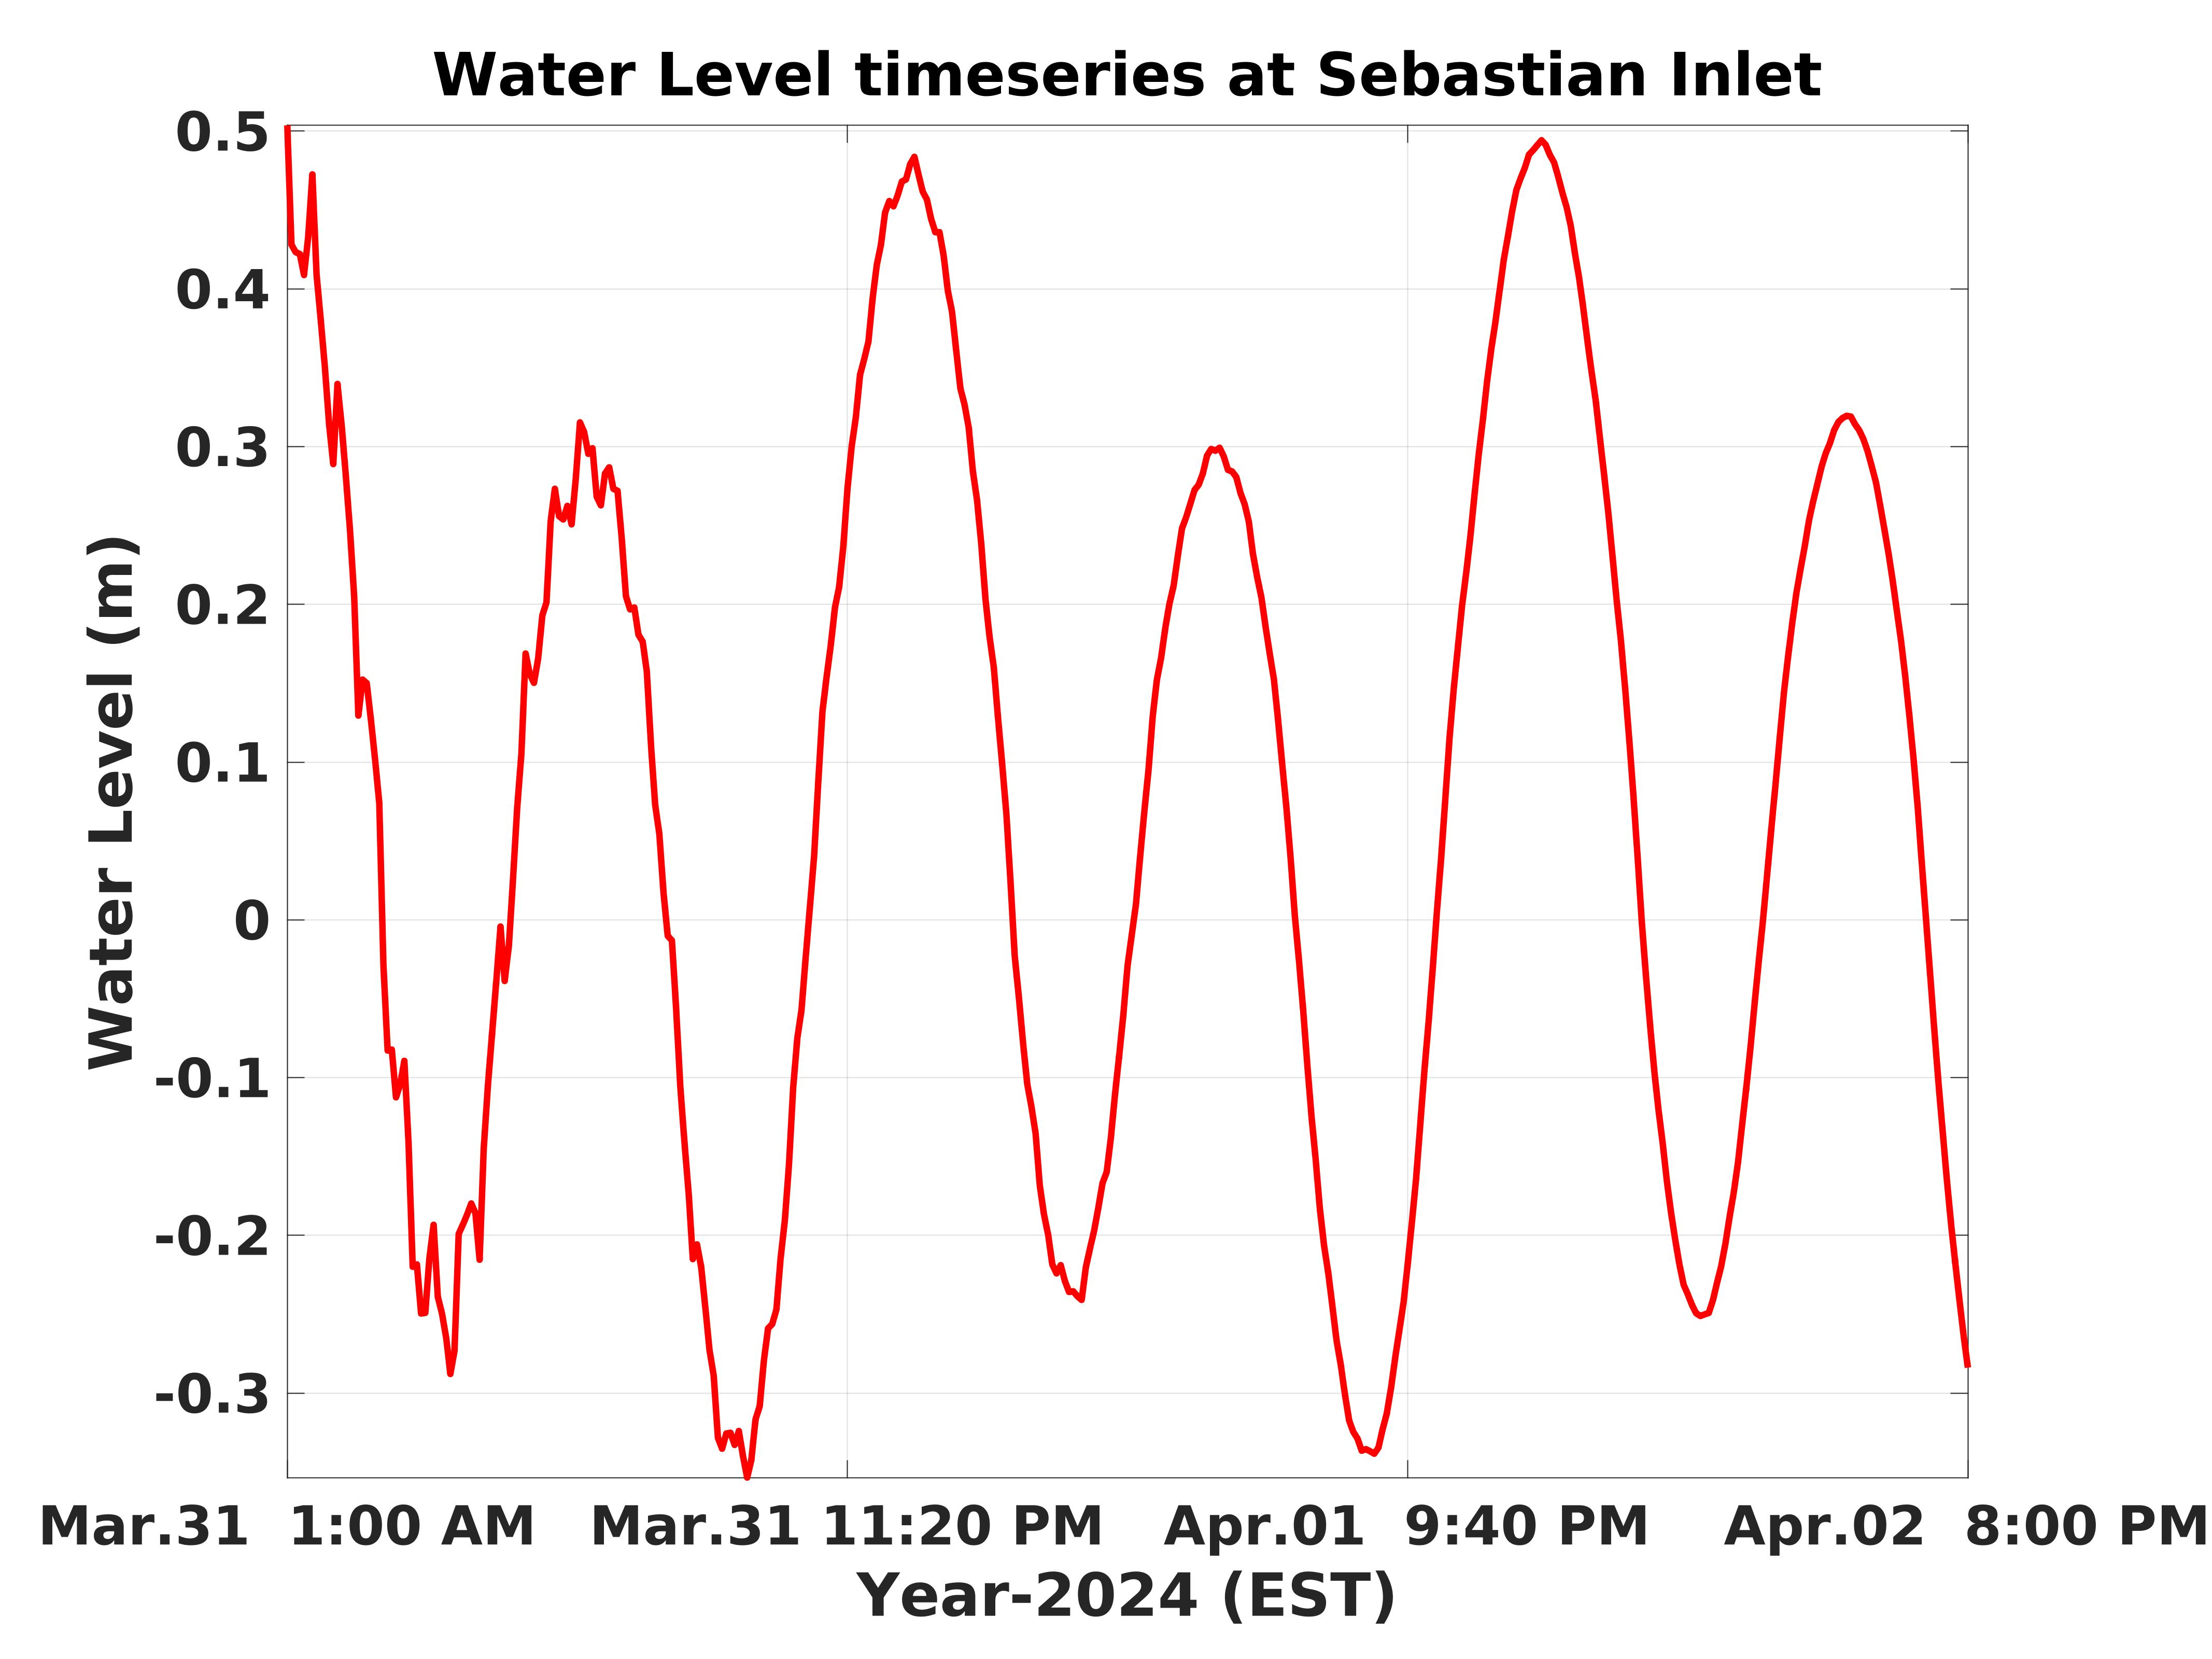 Water Level timeseries at Sebastian Inlet
0.5
0.4
0.3
0.2
0.1
0
-0.1
-0.2
-0.3
Water Level (m)
Mar.31 1:00 AM Mar.31 11:20 PM Apr.01 9:40 PM Apr.02 8:00 PM
Year-2024 (EST)